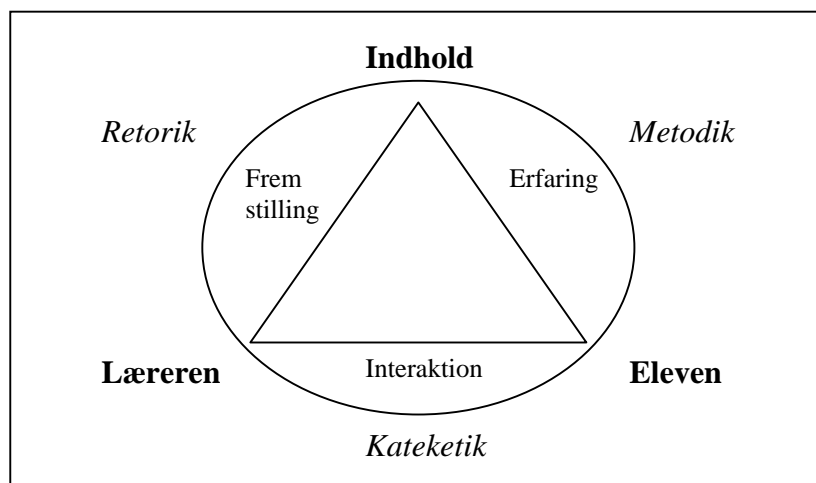 Indhold
Retorik
Metodik
Frem
stilling
Erfaring
Læreren
Interaktion
Eleven
Kateketik